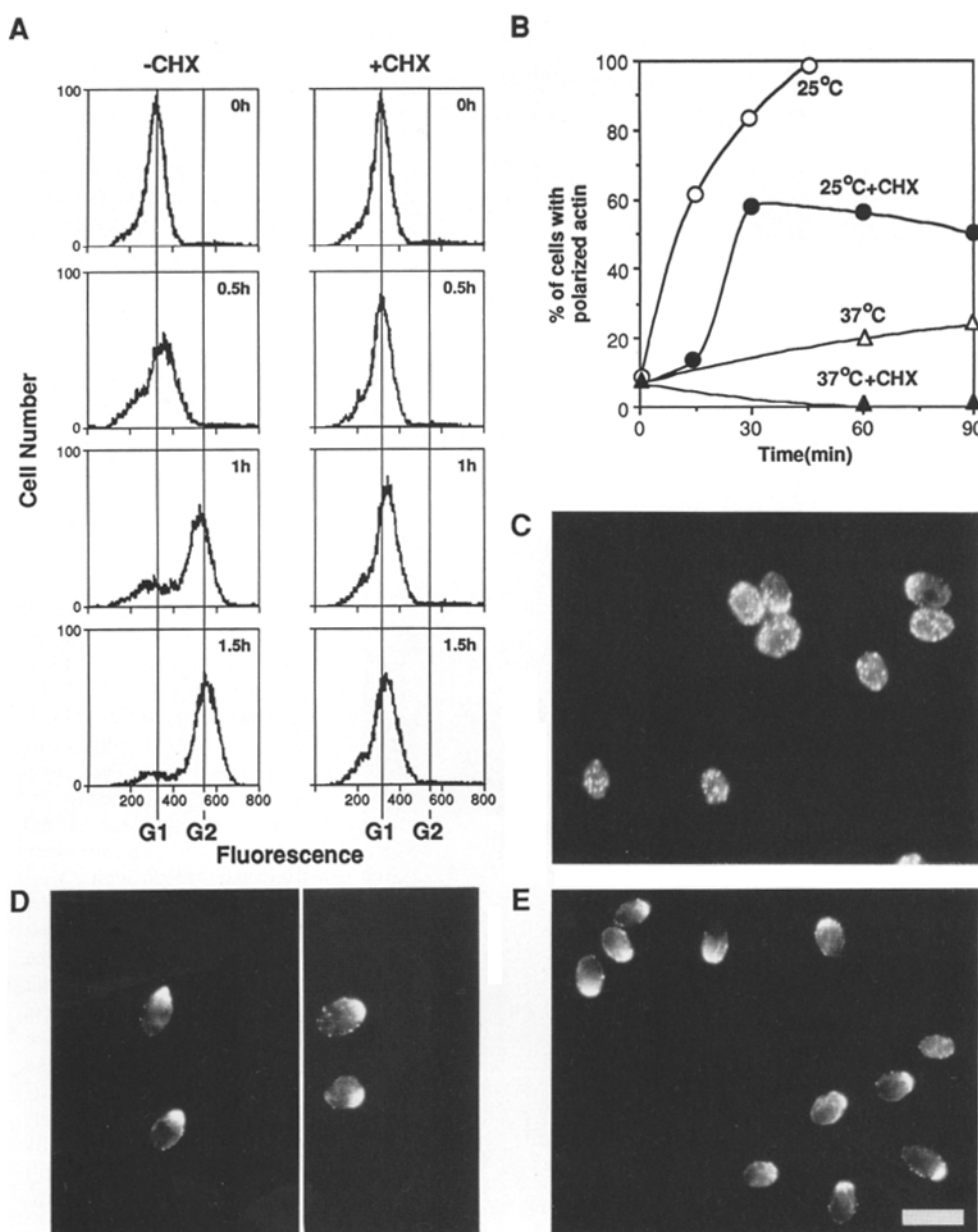 A
-CHX
+CHX
100
0h
0
0h
100
0.5h
0
0.5h
100
1h
0
1h
100
1.5h
0
1.5h
200 400 600 800
200 400 600 800
G1 G2
G1 G2
Cell Number
Fluorescence
B
100
80
60
40
20
0
% of cells with
polarized actin
25°C
25°C+CHX
37°C
37°C+CHX
0 30 60 90
Time(min)
C
D
E